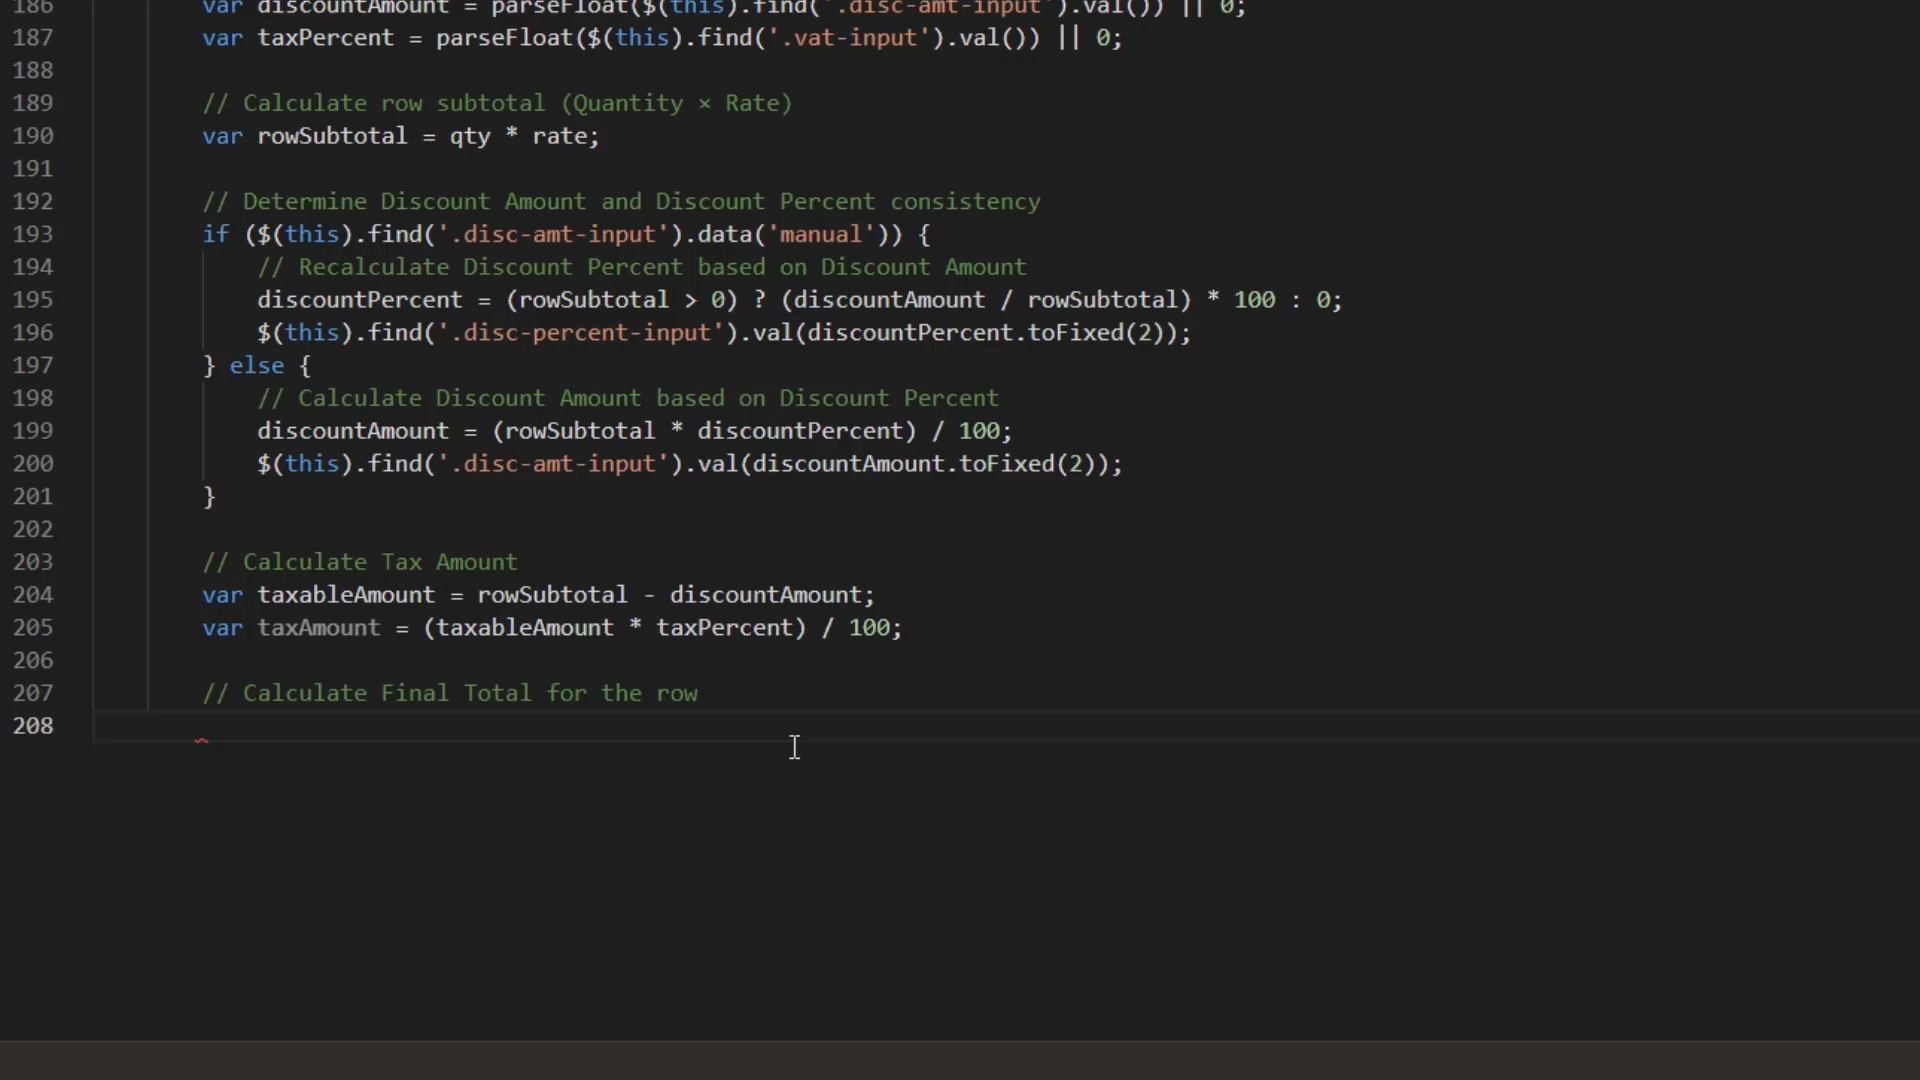 186 var discountAmount = parseFloat($(this).find('.disc-amt-input').val()) || 0;
187 var taxPercent = parseFloat($(this).find('.vat-input').val()) || 0;
188
189 // Calculate row subtotal (Quantity × Rate)
190 var rowSubtotal = qty * rate;
191
192 // Determine Discount Amount and Discount Percent consistency
193 if ($(this).find('.disc-amt-input').data('manual')) {
194 // Recalculate Discount Percent based on Discount Amount
195 discountPercent = (rowSubtotal > 0) ? (discountAmount / rowSubtotal) * 100 : 0;
196 $(this).find('.disc-percent-input').val(discountPercent.toFixed(2));
197 } else {
198 // Calculate Discount Amount based on Discount Percent
199 discountAmount = (rowSubtotal * discountPercent) / 100;
200 $(this).find('.disc-amt-input').val(discountAmount.toFixed(2));
201 }
202
203 // Calculate Tax Amount
204 var taxableAmount = rowSubtotal - discountAmount;
205 var taxAmount = (taxableAmount * taxPercent) / 100;
206
207 // Calculate Final Total for the row
208